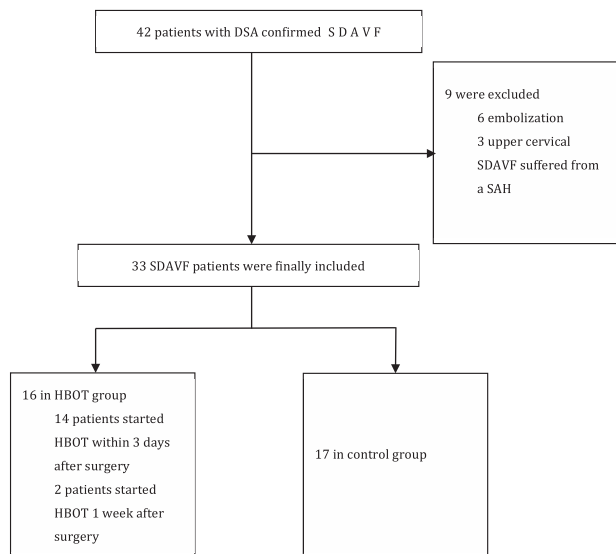 42 patients with DSA confirmed S D A V F
9 were excluded
6 embolization
3 upper cervical
SDAVF suffered from
a SAH
33 SDAVF patients were finally included
16 in HBOT group
14 patients started
HBOT within 3 days
after surgery
2 patients started
HBOT 1 week after
surgery
17 in control group